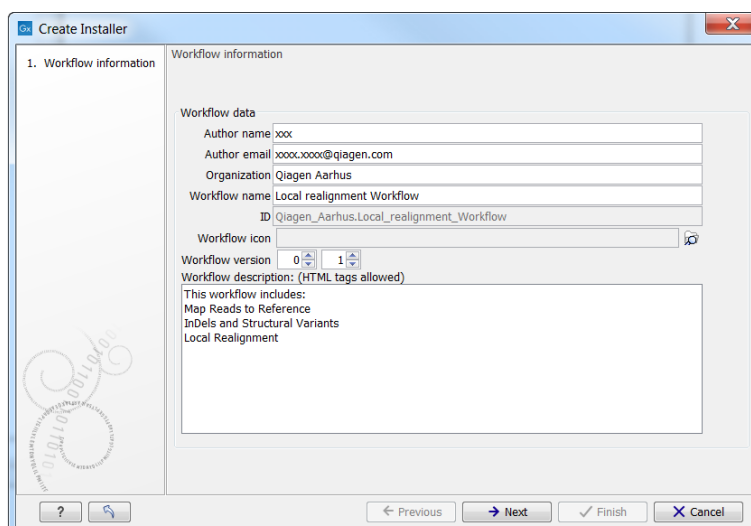 Gx Create Installer
X
1. Workflow information
Workflow information
Workflow data
Author name xxx
Author email xxxx.xxxx@qiagen.com
Organization Qiagen Aarhus
Workflow name Local realignment Workflow
ID Qiagen_Aarhus.Local_realignment_Workflow
Workflow icon
Workflow version 0 1
Workflow description: (HTML tags allowed)
This workflow includes:
Map Reads to Reference
InDels and Structural Variants
Local Realignment
? Previous Next Finish Cancel